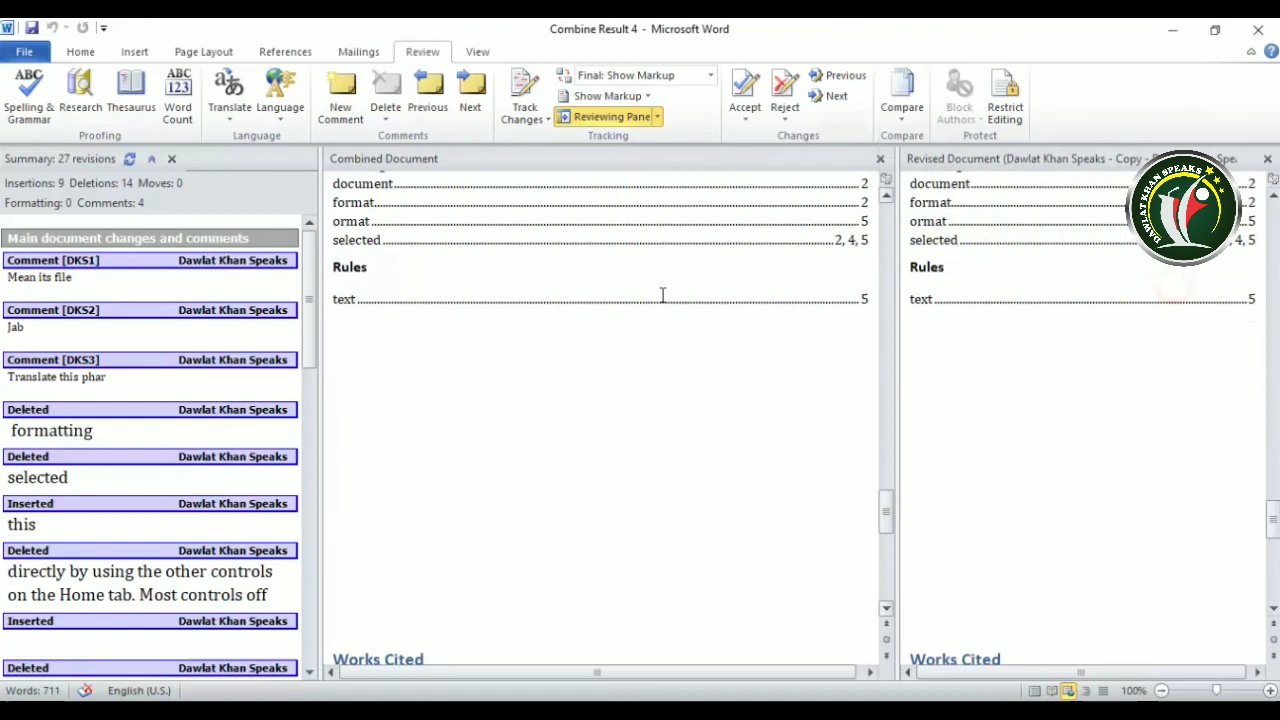 Combine Result 4 - Microsoft Word
File Home Insert Page Layout References Mailings Review View
ABC
Spelling & Grammar
Research
Thesaurus
ABC 123
Word Count
Proofing
Translate
Language
Language
New Comment
Delete
Previous
Next
Comments
Track Changes
Final: Show Markup
Show Markup
Reviewing Pane
Tracking
Accept
Reject
Previous
Next
Changes
Compare
Compare
Block Authors
Restrict Editing
Protect
Summary: 27 revisions
Insertions: 9 Deletions: 14 Moves: 0
Formatting: 0 Comments: 4
Main document changes and comments
Comment [DKS1] Dawlat Khan Speaks
Mean its file
Comment [DKS2] Dawlat Khan Speaks
Jab
Comment [DKS3] Dawlat Khan Speaks
Translate this phar
Deleted Dawlat Khan Speaks
formatting
Deleted Dawlat Khan Speaks
selected
Inserted Dawlat Khan Speaks
this
Deleted Dawlat Khan Speaks
directly by using the other controls
on the Home tab. Most controls off
Inserted Dawlat Khan Speaks
Deleted Dawlat Khan Speaks
Combined Document
document 2
format 2
ormat 5
selected 2, 4, 5
Rules
text 5
Works Cited
Revised Document (Dawlat Khan Speaks - Copy -
document 2
format
ormat 5
selected 4, 5
Rules
text 5
Works Cited
DAWLAT KHAN SPEAKS
Words: 711 English (U.S.) 100%